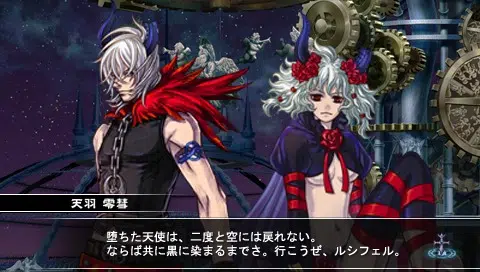 天羽 零彗
堕ちた天使は、二度と空には戻れない。
ならば共に黒に染まるまでさ。行こうぜ、ルシフェル。